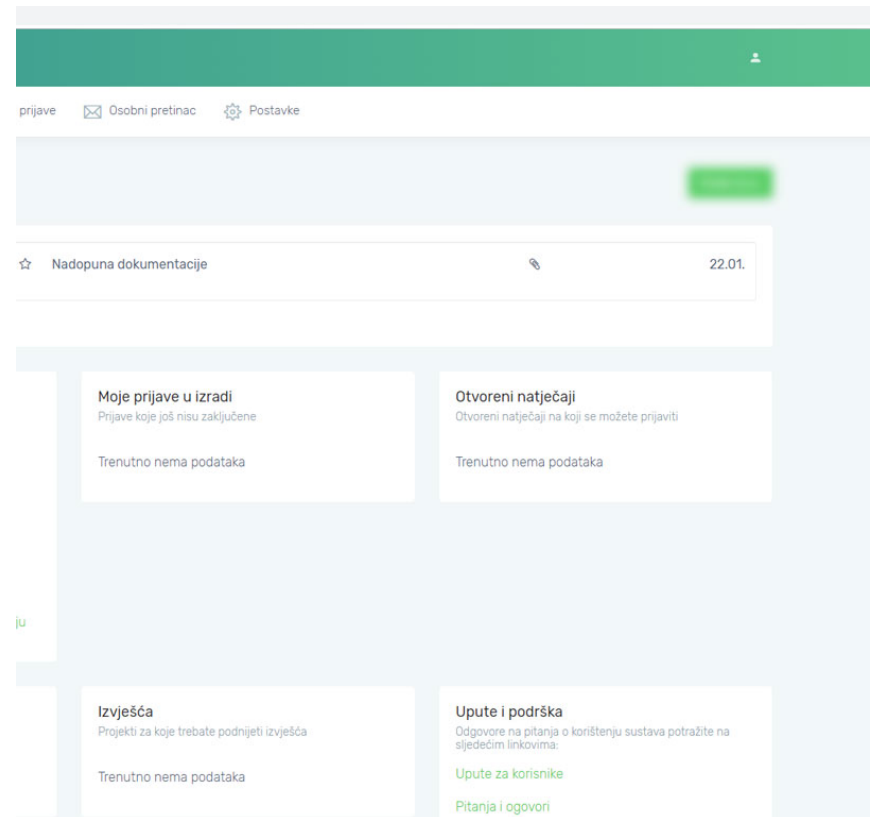 prijave Osobni pretinac Postavke
Nadopuna dokumentacije 22.01.
Moje prijave u izradi
Prijave koje još nisu zaključene
Trenutno nema podataka
Otvoreni natječaji
Otvoreni natječaji na koji se možete prijaviti
Trenutno nema podataka
ju
Izvješća
Projekti za koje trebate podnijeti izvješća
Trenutno nema podataka
Upute i podrška
Odgovore na pitanja o korištenju sustava potražite na
sljedećim linkovima:
Upute za korisnike
Pitanja i ogovori